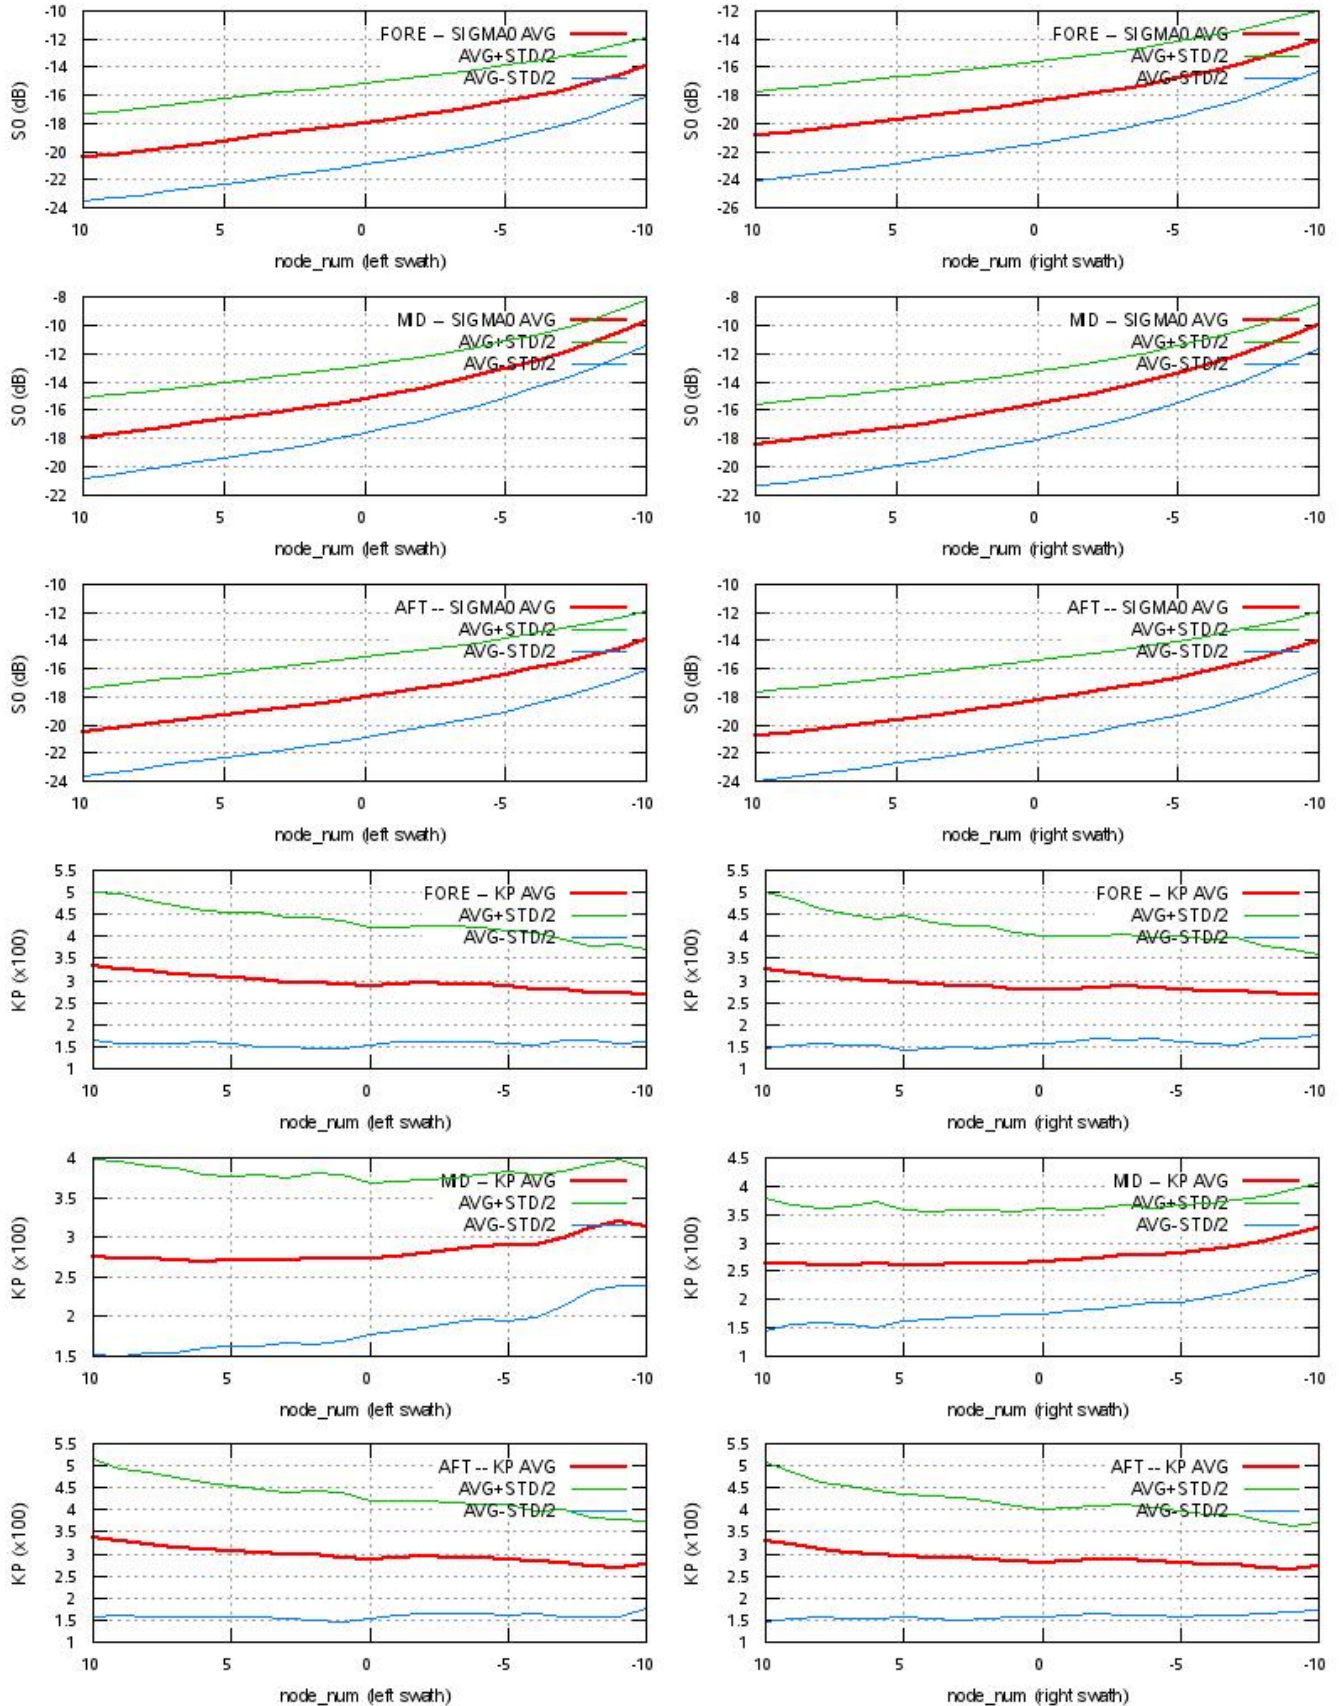 -10
FORE -- SIGMA0 AVG
-12
AVG+STD/2
-14
AVG-STD/2
-16
-18
-20
-22
-24
S0 (dB)
10 5 0 -5 -10
node_num (left swath)
-12
FORE -- SIGMA0 AVG
-14
AVG+STD/2
-16
AVG-STD/2
-18
-20
-22
-24
-26
S0 (dB)
10 5 0 -5 -10
node_num (right swath)
-8
MID -- SIGMA0 AVG
-10
AVG+STD/2
-12
AVG-STD/2
-14
-16
-18
-20
-22
S0 (dB)
10 5 0 -5 -10
node_num (left swath)
-8
MID -- SIGMA0 AVG
-10
AVG+STD/2
-12
AVG-STD/2
-14
-16
-18
-20
-22
S0 (dB)
10 5 0 -5 -10
node_num (right swath)
-10
AFT -- SIGMA0 AVG
-12
AVG+STD/2
-14
AVG-STD/2
-16
-18
-20
-22
-24
S0 (dB)
10 5 0 -5 -10
node_num (left swath)
-10
AFT -- SIGMA0 AVG
-12
AVG+STD/2
-14
AVG-STD/2
-16
-18
-20
-22
-24
S0 (dB)
10 5 0 -5 -10
node_num (right swath)
5.5
FORE -- KP AVG
5
AVG+STD/2
4.5
AVG-STD/2
4
3.5
3
2.5
2
1.5
1
KP (x100)
10 5 0 -5 -10
node_num (left swath)
5.5
FORE -- KP AVG
5
AVG+STD/2
4.5
AVG-STD/2
4
3.5
3
2.5
2
1.5
1
KP (x100)
10 5 0 -5 -10
node_num (right swath)
4
MID -- KP AVG
AVG+STD/2
3.5
AVG-STD/2
3
2.5
2
1.5
KP (x100)
10 5 0 -5 -10
node_num (left swath)
4.5
MID -- KP AVG
4
AVG+STD/2
3.5
AVG-STD/2
3
2.5
2
1.5
1
KP (x100)
10 5 0 -5 -10
node_num (right swath)
5.5
AFT -- KP AVG
5
AVG+STD/2
4.5
AVG-STD/2
4
3.5
3
2.5
2
1.5
1
KP (x100)
10 5 0 -5 -10
node_num (left swath)
5.5
AFT -- KP AVG
5
AVG+STD/2
4.5
AVG-STD/2
4
3.5
3
2.5
2
1.5
1
KP (x100)
10 5 0 -5 -10
node_num (right swath)